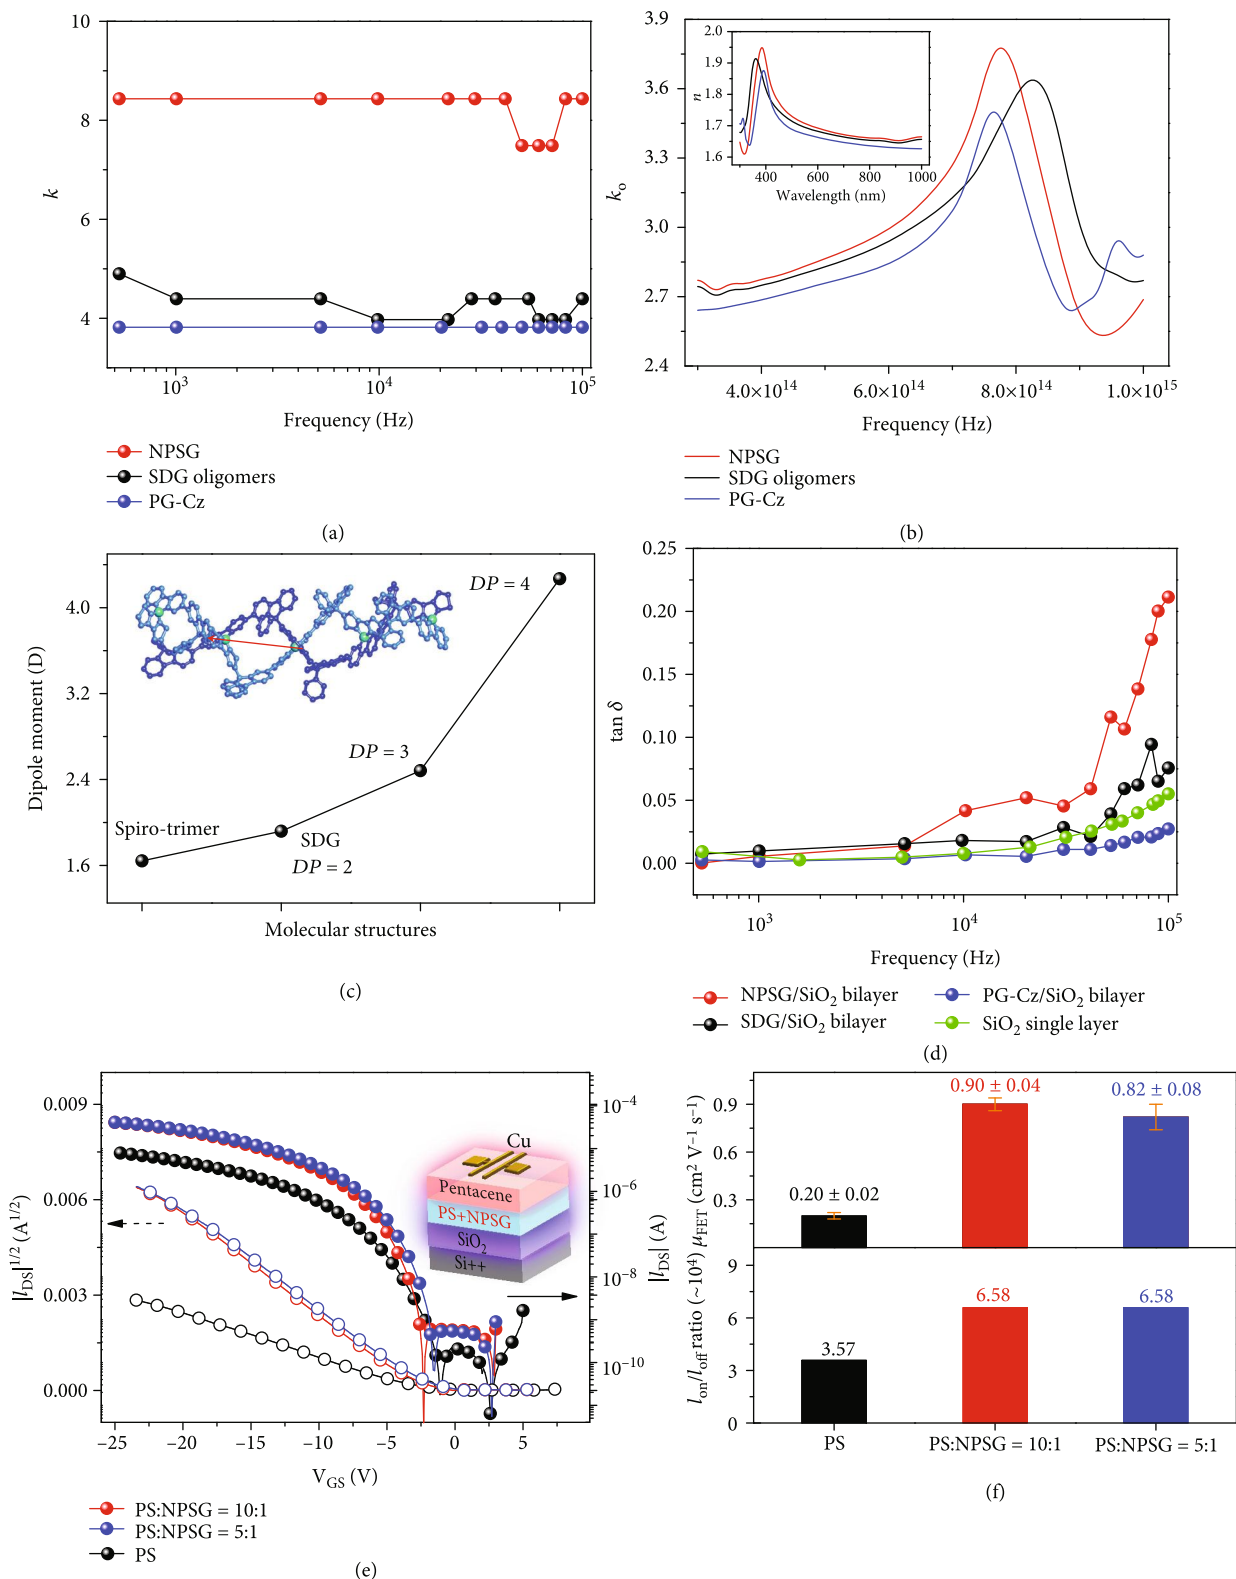 10
8
6
4
k
10³
10⁴
10⁵
Frequency (Hz)
NPSG
SDG oligomers
PG-Cz
(a)
3.9
3.6
3.3
3.0
2.7
2.4
kₒ
2.0
1.9
1.8
1.7
1.6
n
400
600
800
1000
Wavelength (nm)
4.0×10¹⁴
6.0×10¹⁴
8.0×10¹⁴
1.0×10¹⁵
Frequency (Hz)
NPSG
SDG oligomers
PG-Cz
(b)
4.0
3.2
2.4
1.6
Dipole moment (D)
DP = 4
DP = 3
Spiro-trimer
SDG
DP = 2
Molecular structures
(c)
0.25
0.20
0.15
0.10
0.05
0.00
tan δ
10³
10⁴
10⁵
Frequency (Hz)
NPSG/SiO₂ bilayer
PG-Cz/SiO₂ bilayer
SDG/SiO₂ bilayer
SiO₂ single layer
(d)
0.009
0.006
0.003
0.000
|I_DS|^1/2 (A^1/2)
10⁻⁴
10⁻⁶
10⁻⁸
10⁻¹⁰
|I_DS| (A)
Cu
Pentacene
PS+NPSG
SiO₂
Si++
−25
−20
−15
−10
−5
0
5
V_GS (V)
PS:NPSG = 10:1
PS:NPSG = 5:1
PS
(e)
0.9
0.6
0.3
μ_FET (cm² V⁻¹ s⁻¹)
0.20 ± 0.02
0.90 ± 0.04
0.82 ± 0.08
9
6
3
0
I_on/I_off ratio (~10⁴)
3.57
6.58
6.58
PS
PS:NPSG = 10:1
PS:NPSG = 5:1
(f)